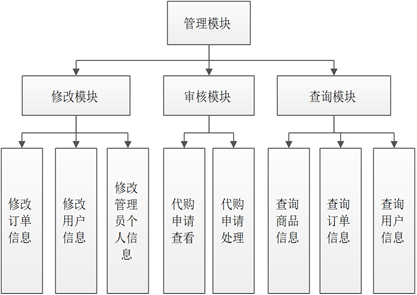 管理模块
修改模块
审核模块
查询模块
修改
订单
信息
修改
用户
信息
修改
管理
员个
人信
息
代购
申请
查看
代购
申请
处理
查询
商品
信息
查询
订单
信息
查询
用户
信息